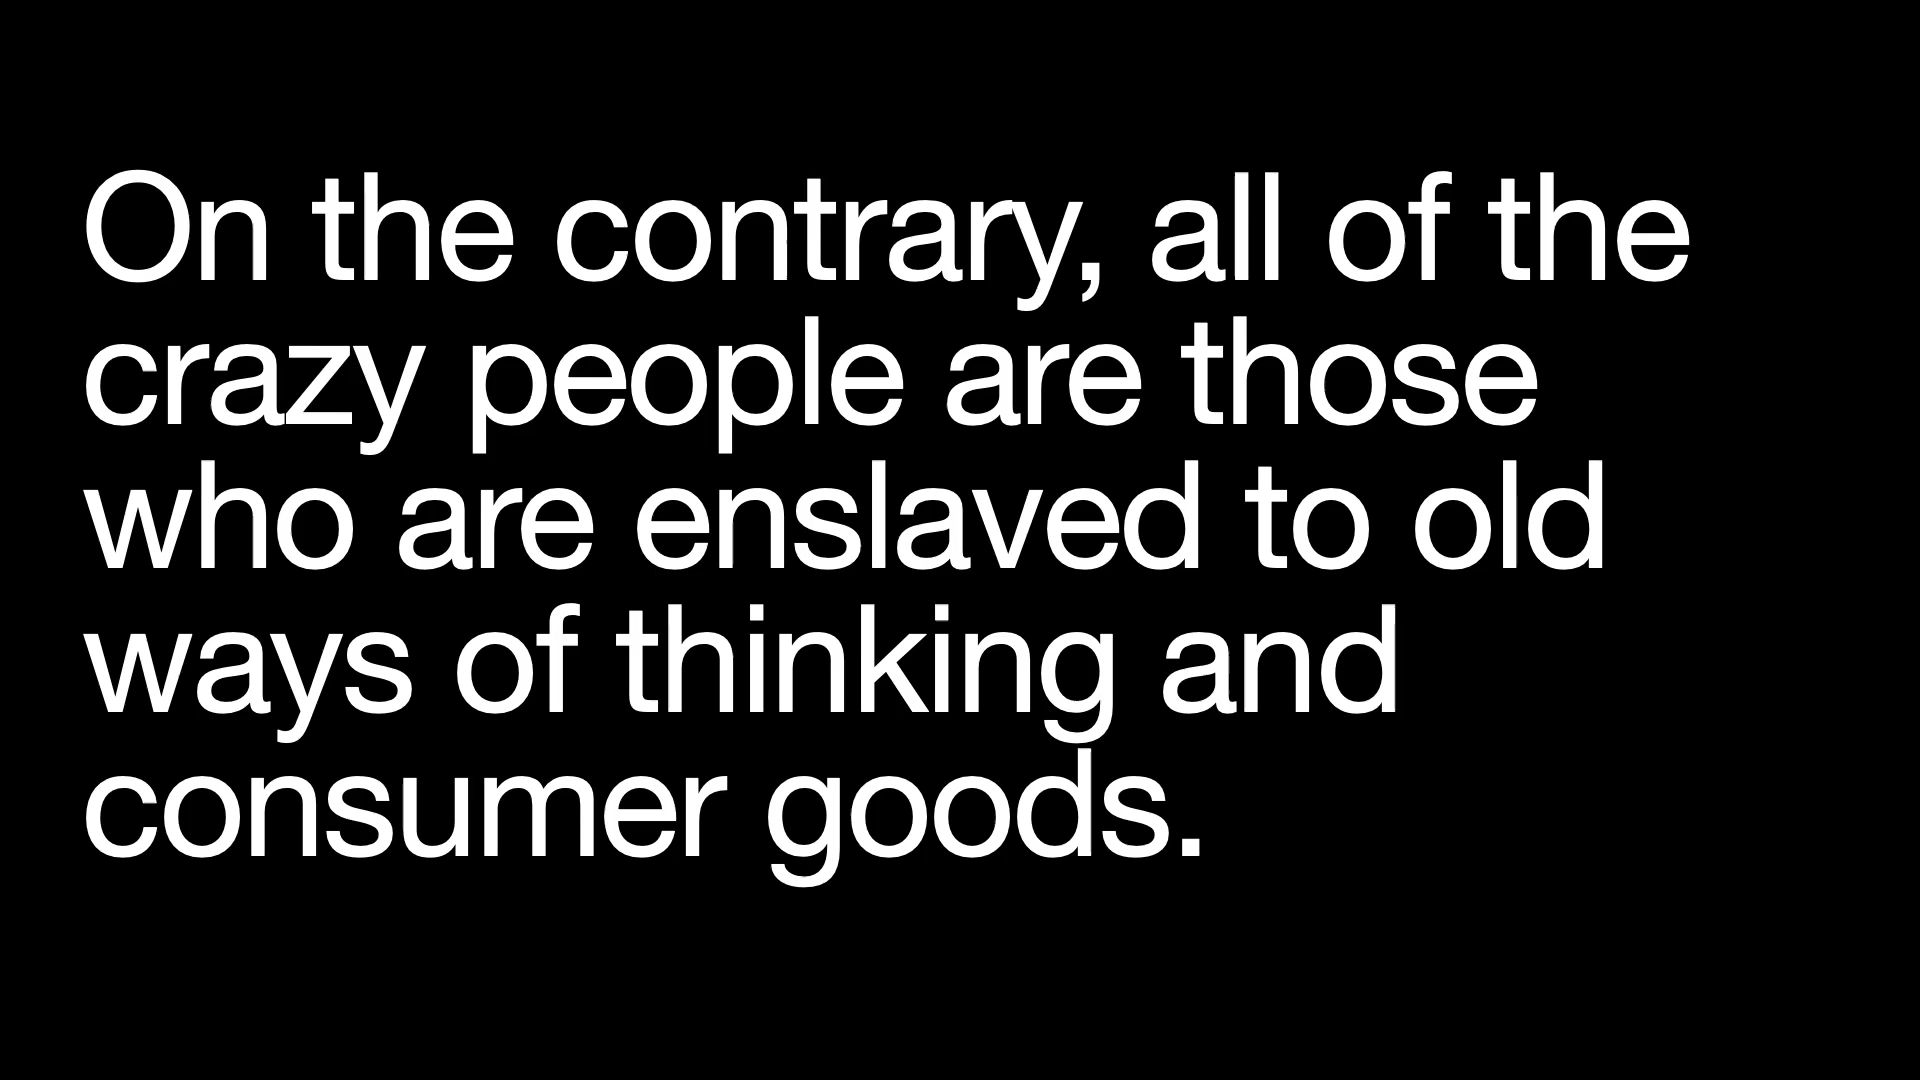 On the contrary, all of the
crazy people are those
who are enslaved to old
ways of thinking and
consumer goods.